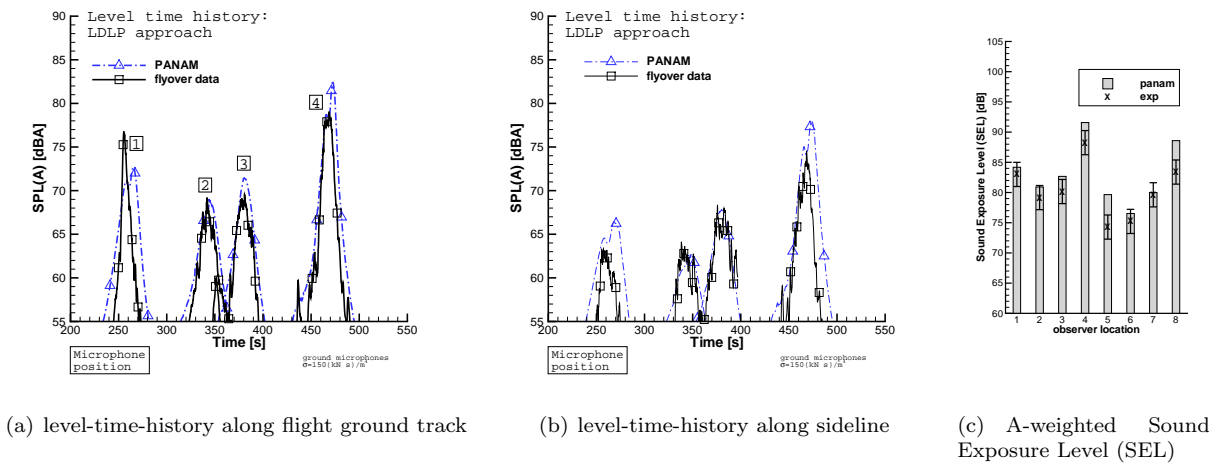 Level time history:
LDLP approach
PANAM
flyover data
1
2
3
4
SPL(A) [dBA]
90
85
80
75
70
65
60
55
200 250 300 350 400 450 500 550
Time [s]
Microphone
position
ground microphones
σ=150(kN s)/m⁴
(a) level-time-history along flight ground track
Level time history:
LDLP approach
PANAM
flyover data
SPL(A) [dBA]
90
85
80
75
70
65
60
55
200 250 300 350 400 450 500 550
Time [s]
Microphone
position
ground microphones
σ=150(kN s)/m⁴
(b) level-time-history along sideline
panam
exp
Sound Exposure Level (SEL) [dB]
105
100
95
90
85
80
75
70
65
60
1 2 3 4 5 6 7 8
observer location
(c) A-weighted Sound
Exposure Level (SEL)